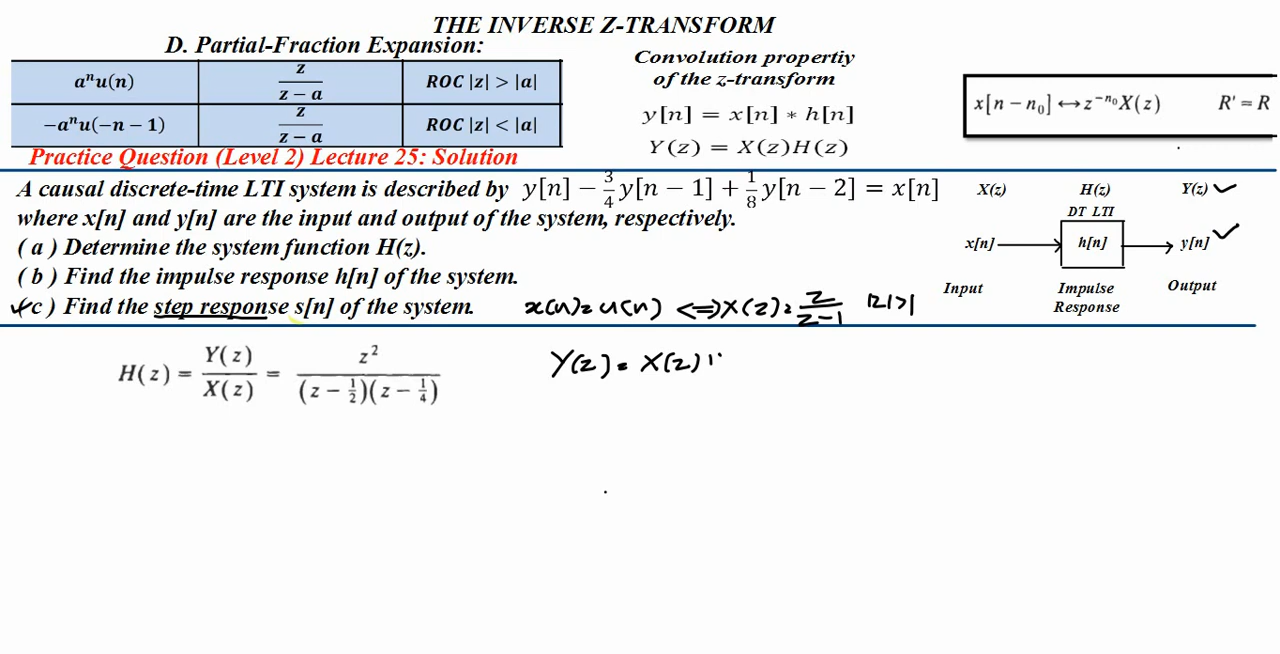 THE INVERSE Z-TRANSFORM
D. Partial-Fraction Expansion:
aⁿu(n) z/(z − a) ROC |z| > |a|
−aⁿu(−n − 1) z/(z − a) ROC |z| < |a|
Convolution propertiy
of the z-transform
y[n] = x[n] * h[n]
Y(z) = X(z)H(z)
x[n − n₀] ↔ z^{−n₀}X(z) R' = R
Practice Question (Level 2) Lecture 25: Solution
A causal discrete-time LTI system is described by y[n] − 3/4 y[n − 1] + 1/8 y[n − 2] = x[n]
where x[n] and y[n] are the input and output of the system, respectively.
( a ) Determine the system function H(z).
( b ) Find the impulse response h[n] of the system.
c ) Find the step response s[n] of the system.
x(n) = u(n) ⇔ X(z) = z/(z−1) |z|>1
X(z) H(z) Y(z)
DT LTI
x[n] h[n] y[n]
Input Impulse Response Output
H(z) = Y(z)/X(z) = z²/((z − 1/2)(z − 1/4))
Y(z) = X(z)